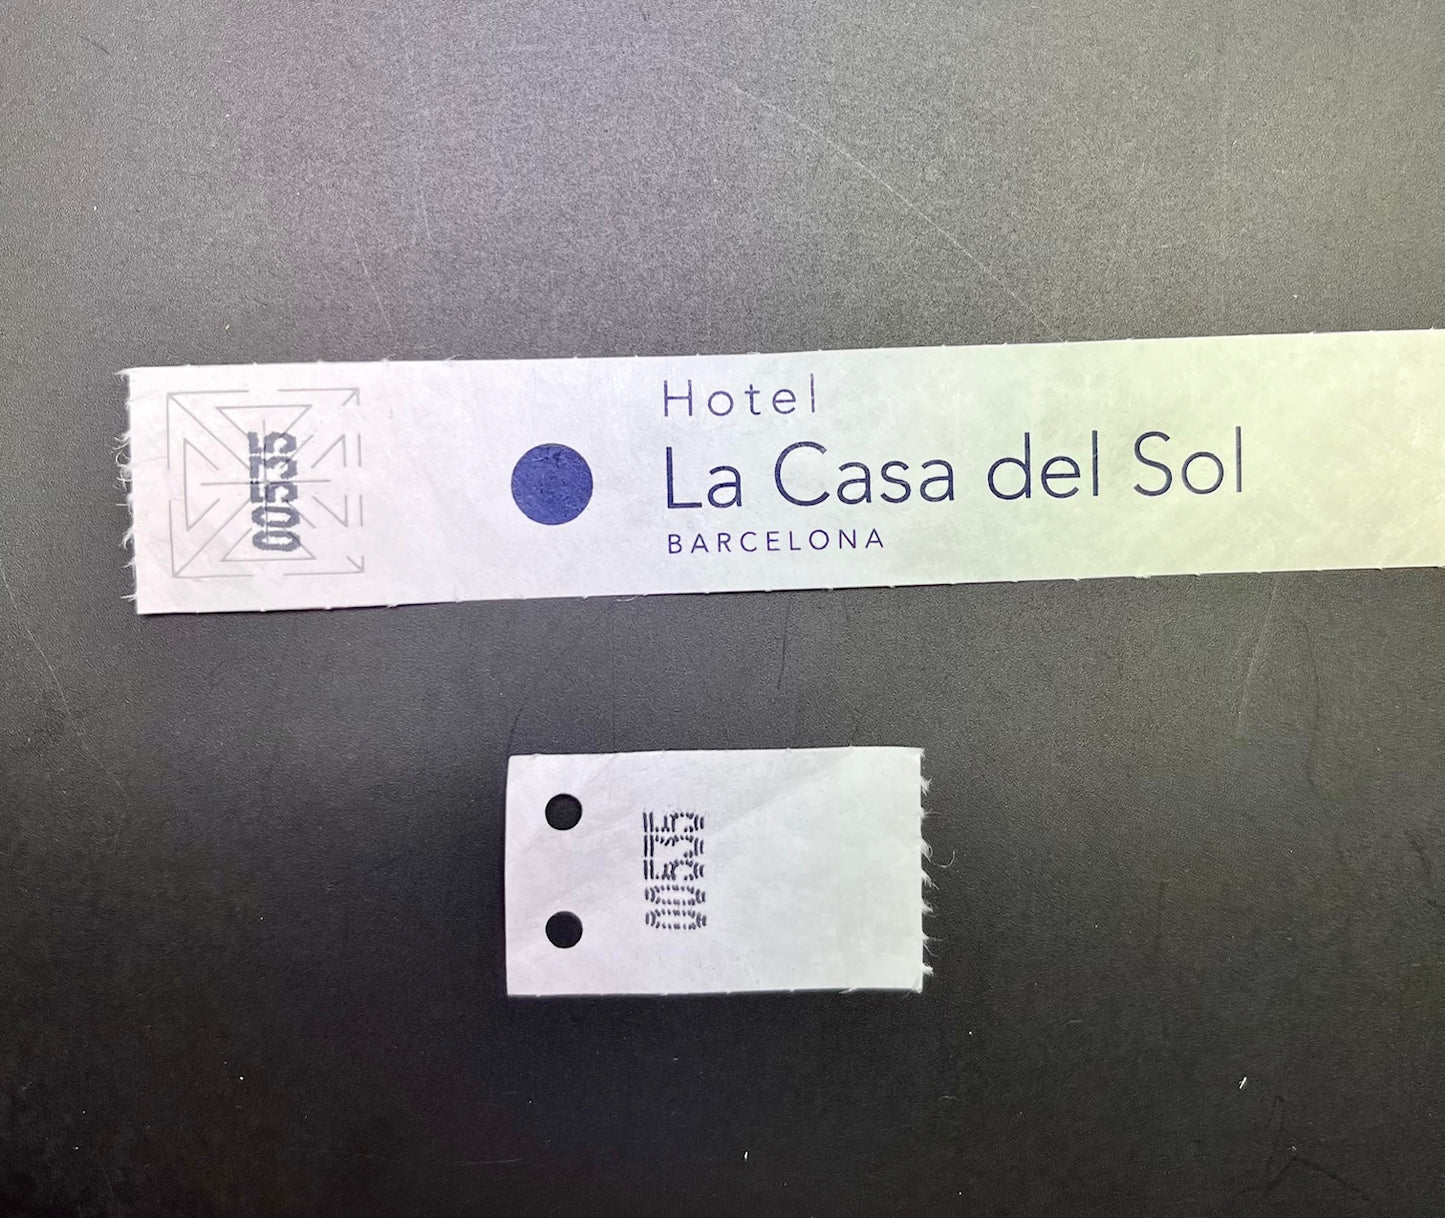 00535
Hotel
La Casa del Sol
BARCELONA
00535